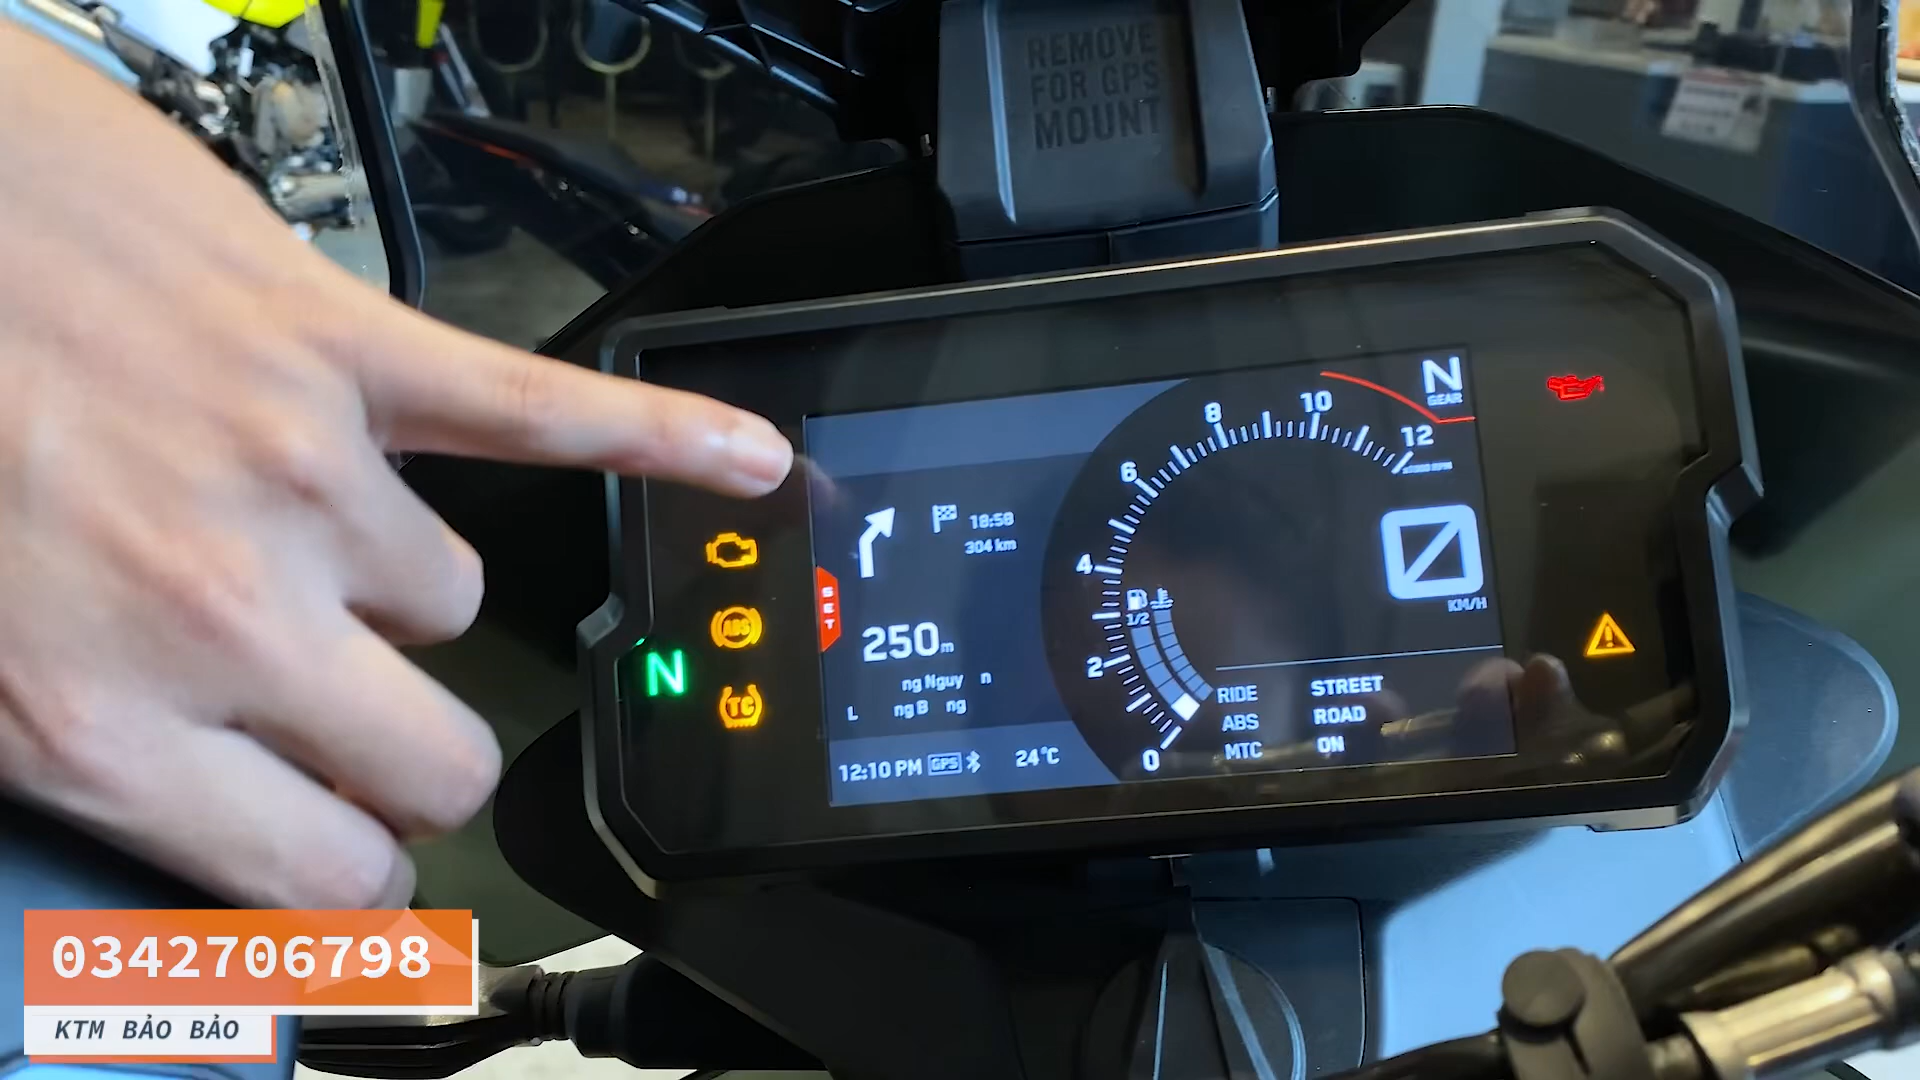 REMOVE
FOR GPS
MOUNT
N
GEAR
8
10
12
6
4
2
0
18:58
304 km
SET
250 m
ng Nguy n
L ng B ng
12:10 PM GPS
24°C
1/2
KM/H
RIDE STREET
ABS ROAD
MTC ON
ABS
N
TC
0342706798
KTM BẢO BẢO